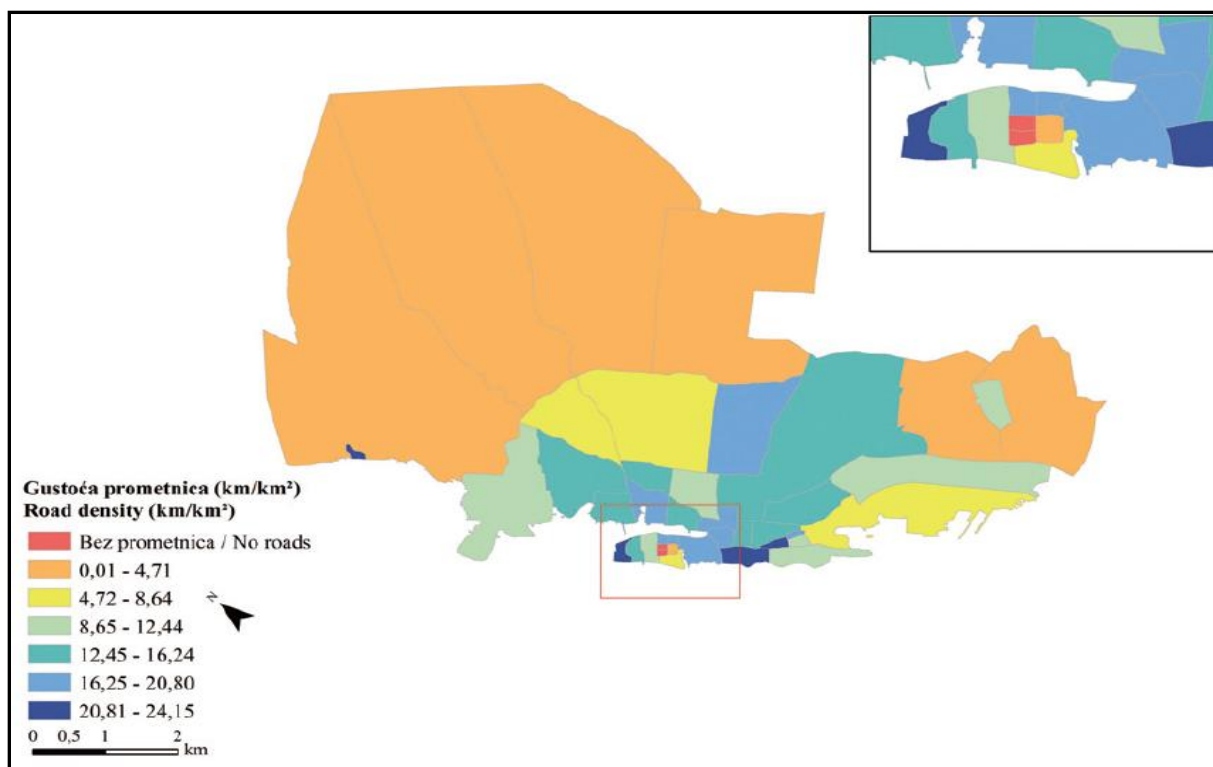 Gustoća prometnica (km/km²)
Road density (km/km²)
Bez prometnica / No roads
0,01 - 4,71
4,72 - 8,64
8,65 - 12,44
12,45 - 16,24
16,25 - 20,80
20,81 - 24,15
N
0 0,5 1 2
km